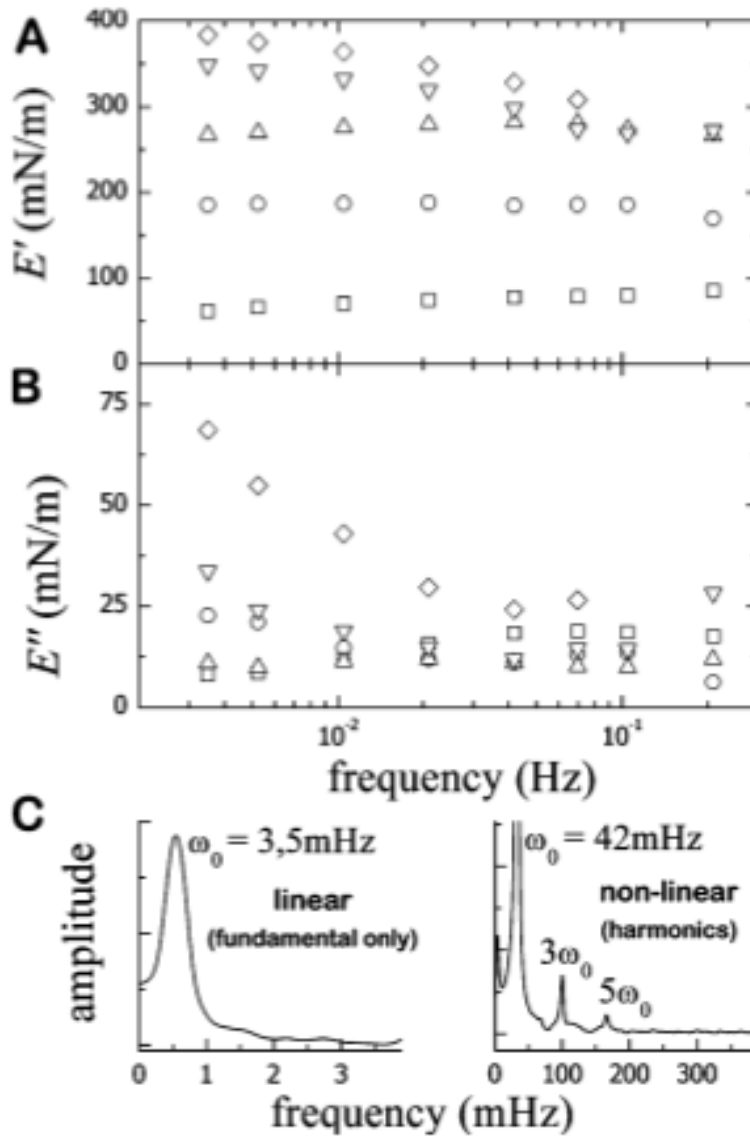 A
400
300
200
100
0
E′ (mN/m)
B
75
50
25
0
E″ (mN/m)
10⁻² 10⁻¹
frequency (Hz)
C
amplitude
ω₀ = 3,5mHz
linear
(fundamental only)
0 1 2 3
ω₀ = 42mHz
non-linear
(harmonics)
3ω₀
5ω₀
0 100 200 300
frequency (mHz)